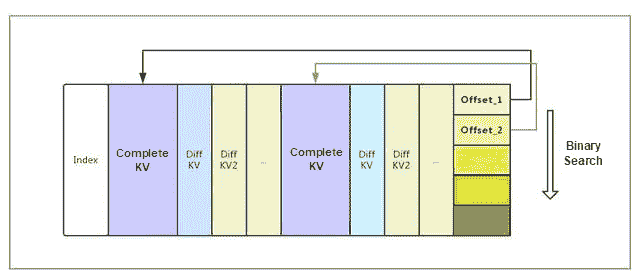 Index
Complete
KV
Diff
KV
Diff
KV2
...
Complete
KV
Diff
KV
Diff
KV2
...
Offset_1
Offset_2
Binary
Search